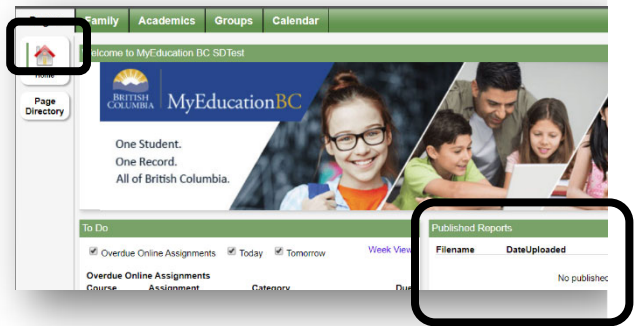 Family Academics Groups Calendar
Home
Page
Directory
Welcome to MyEducation BC SDTest
BRITISH
COLUMBIA
MyEducationBC
One Student.
One Record.
All of British Columbia.
To Do
Overdue Online Assignments Today Tomorrow Week View
Overdue Online Assignments
Course Assignment Category Due
Published Reports
Filename DateUploaded
No published